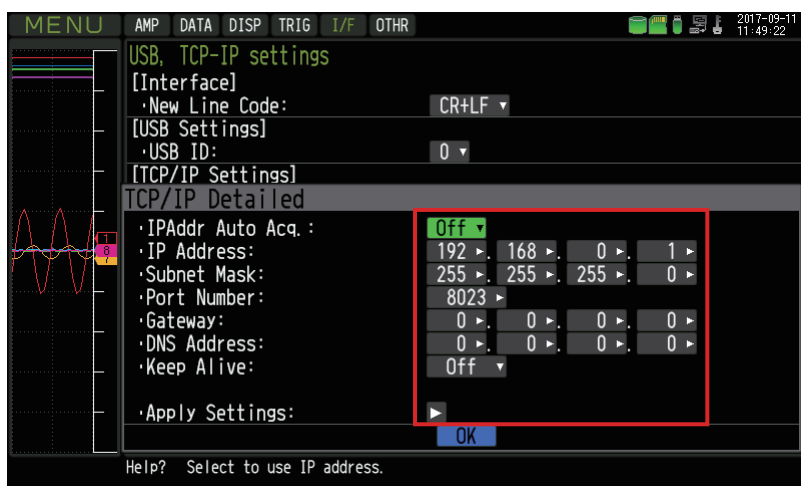 MENU AMP DATA DISP TRIG I/F OTHR 2017-09-11
11:49:22
USB, TCP-IP settings
[Interface]
·New Line Code: CR+LF
[USB Settings]
·USB ID: 0
[TCP/IP Settings]
TCP/IP Detailed
·IPAddr Auto Acq.: Off
·IP Address: 192 . 168 . 0 . 1
·Subnet Mask: 255 . 255 . 255 . 0
·Port Number: 8023
·Gateway: 0 . 0 . 0 . 0
·DNS Address: 0 . 0 . 0 . 0
·Keep Alive: Off
·Apply Settings:
OK
Help? Select to use IP address.
1
8
7